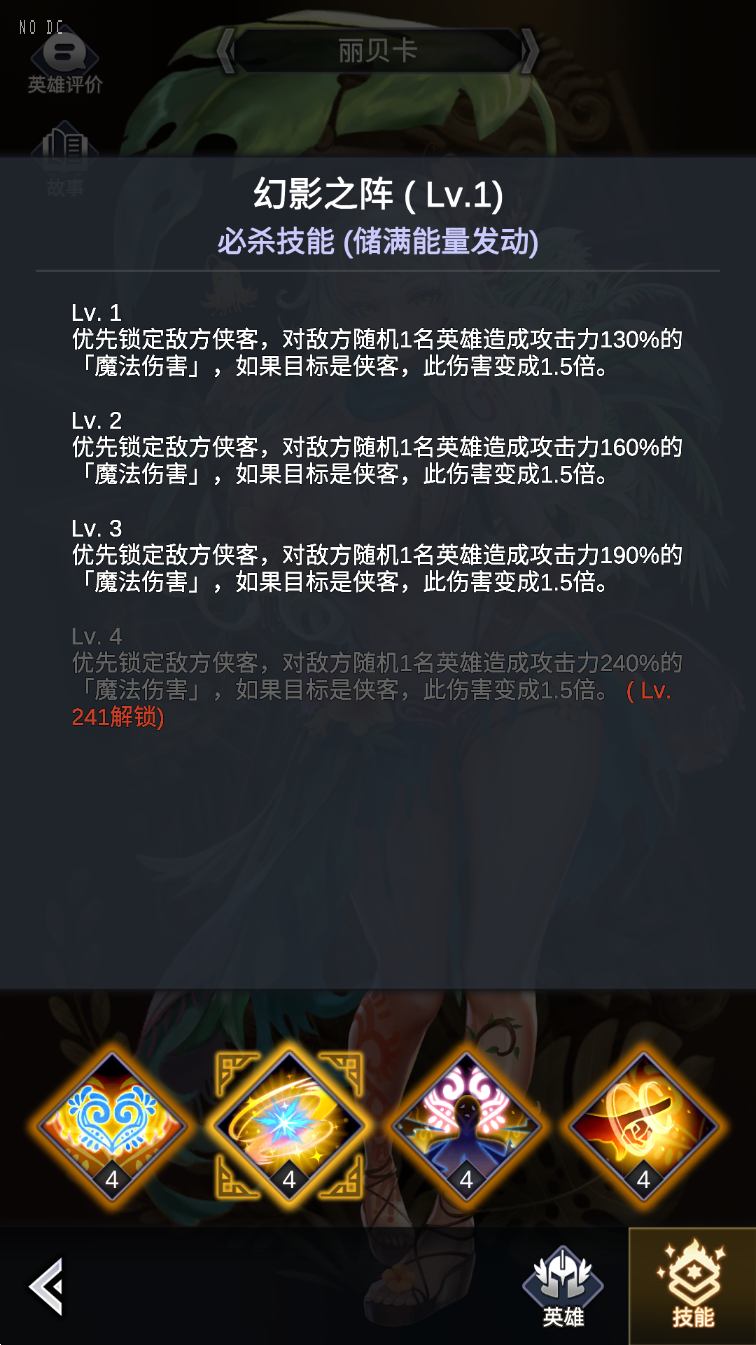 NO DC
丽贝卡
英雄评价
故事
幻影之阵 ( Lv.1)
必杀技能 (储满能量发动)
Lv. 1
优先锁定敌方侠客，对敌方随机1名英雄造成攻击力130%的
「魔法伤害」，如果目标是侠客，此伤害变成1.5倍。
Lv. 2
优先锁定敌方侠客，对敌方随机1名英雄造成攻击力160%的
「魔法伤害」，如果目标是侠客，此伤害变成1.5倍。
Lv. 3
优先锁定敌方侠客，对敌方随机1名英雄造成攻击力190%的
「魔法伤害」，如果目标是侠客，此伤害变成1.5倍。
Lv. 4
优先锁定敌方侠客，对敌方随机1名英雄造成攻击力240%的
「魔法伤害」，如果目标是侠客，此伤害变成1.5倍。 ( Lv.
241解锁)
4
4
4
4
英雄
技能